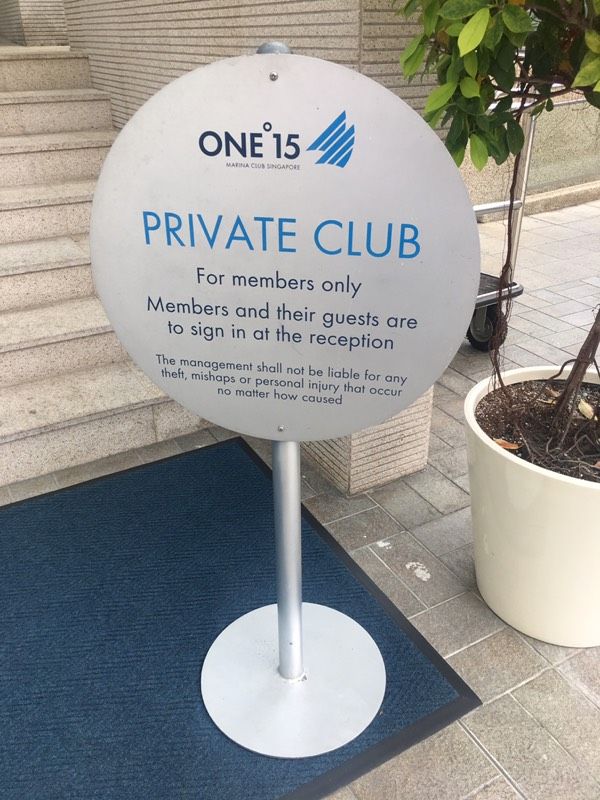 ONE°15
MARINA CLUB SINGAPORE
PRIVATE CLUB
For members only
Members and their guests are
to sign in at the reception
The management shall not be liable for any
theft, mishaps or personal injury that occur
no matter how caused